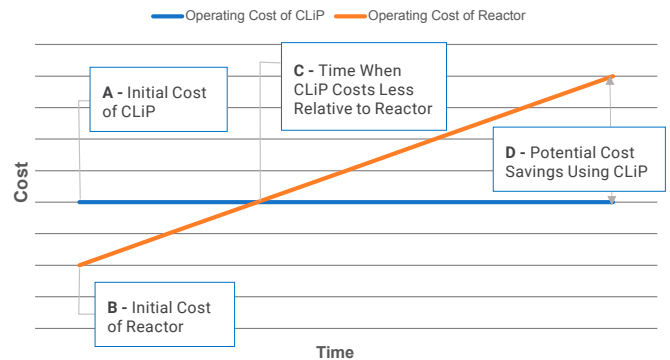 Operating Cost of CLiP Operating Cost of Reactor
A - Initial Cost
of CLiP
C - Time When
CLiP Costs Less
Relative to Reactor
D - Potential Cost
Savings Using CLiP
Cost
B - Initial Cost
of Reactor
Time